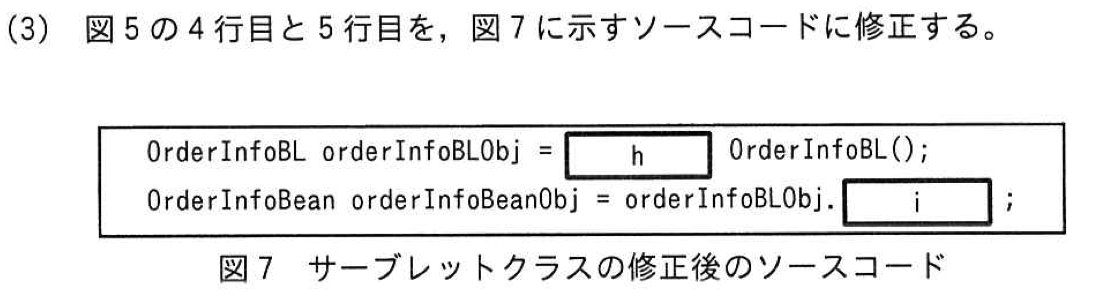 (3) 図5の4行目と5行目を，図7に示すソースコードに修正する。
OrderInfoBL orderInfoBLObj = h OrderInfoBL();
OrderInfoBean orderInfoBeanObj = orderInfoBLObj. i ;
図7 サーブレットクラスの修正後のソースコード